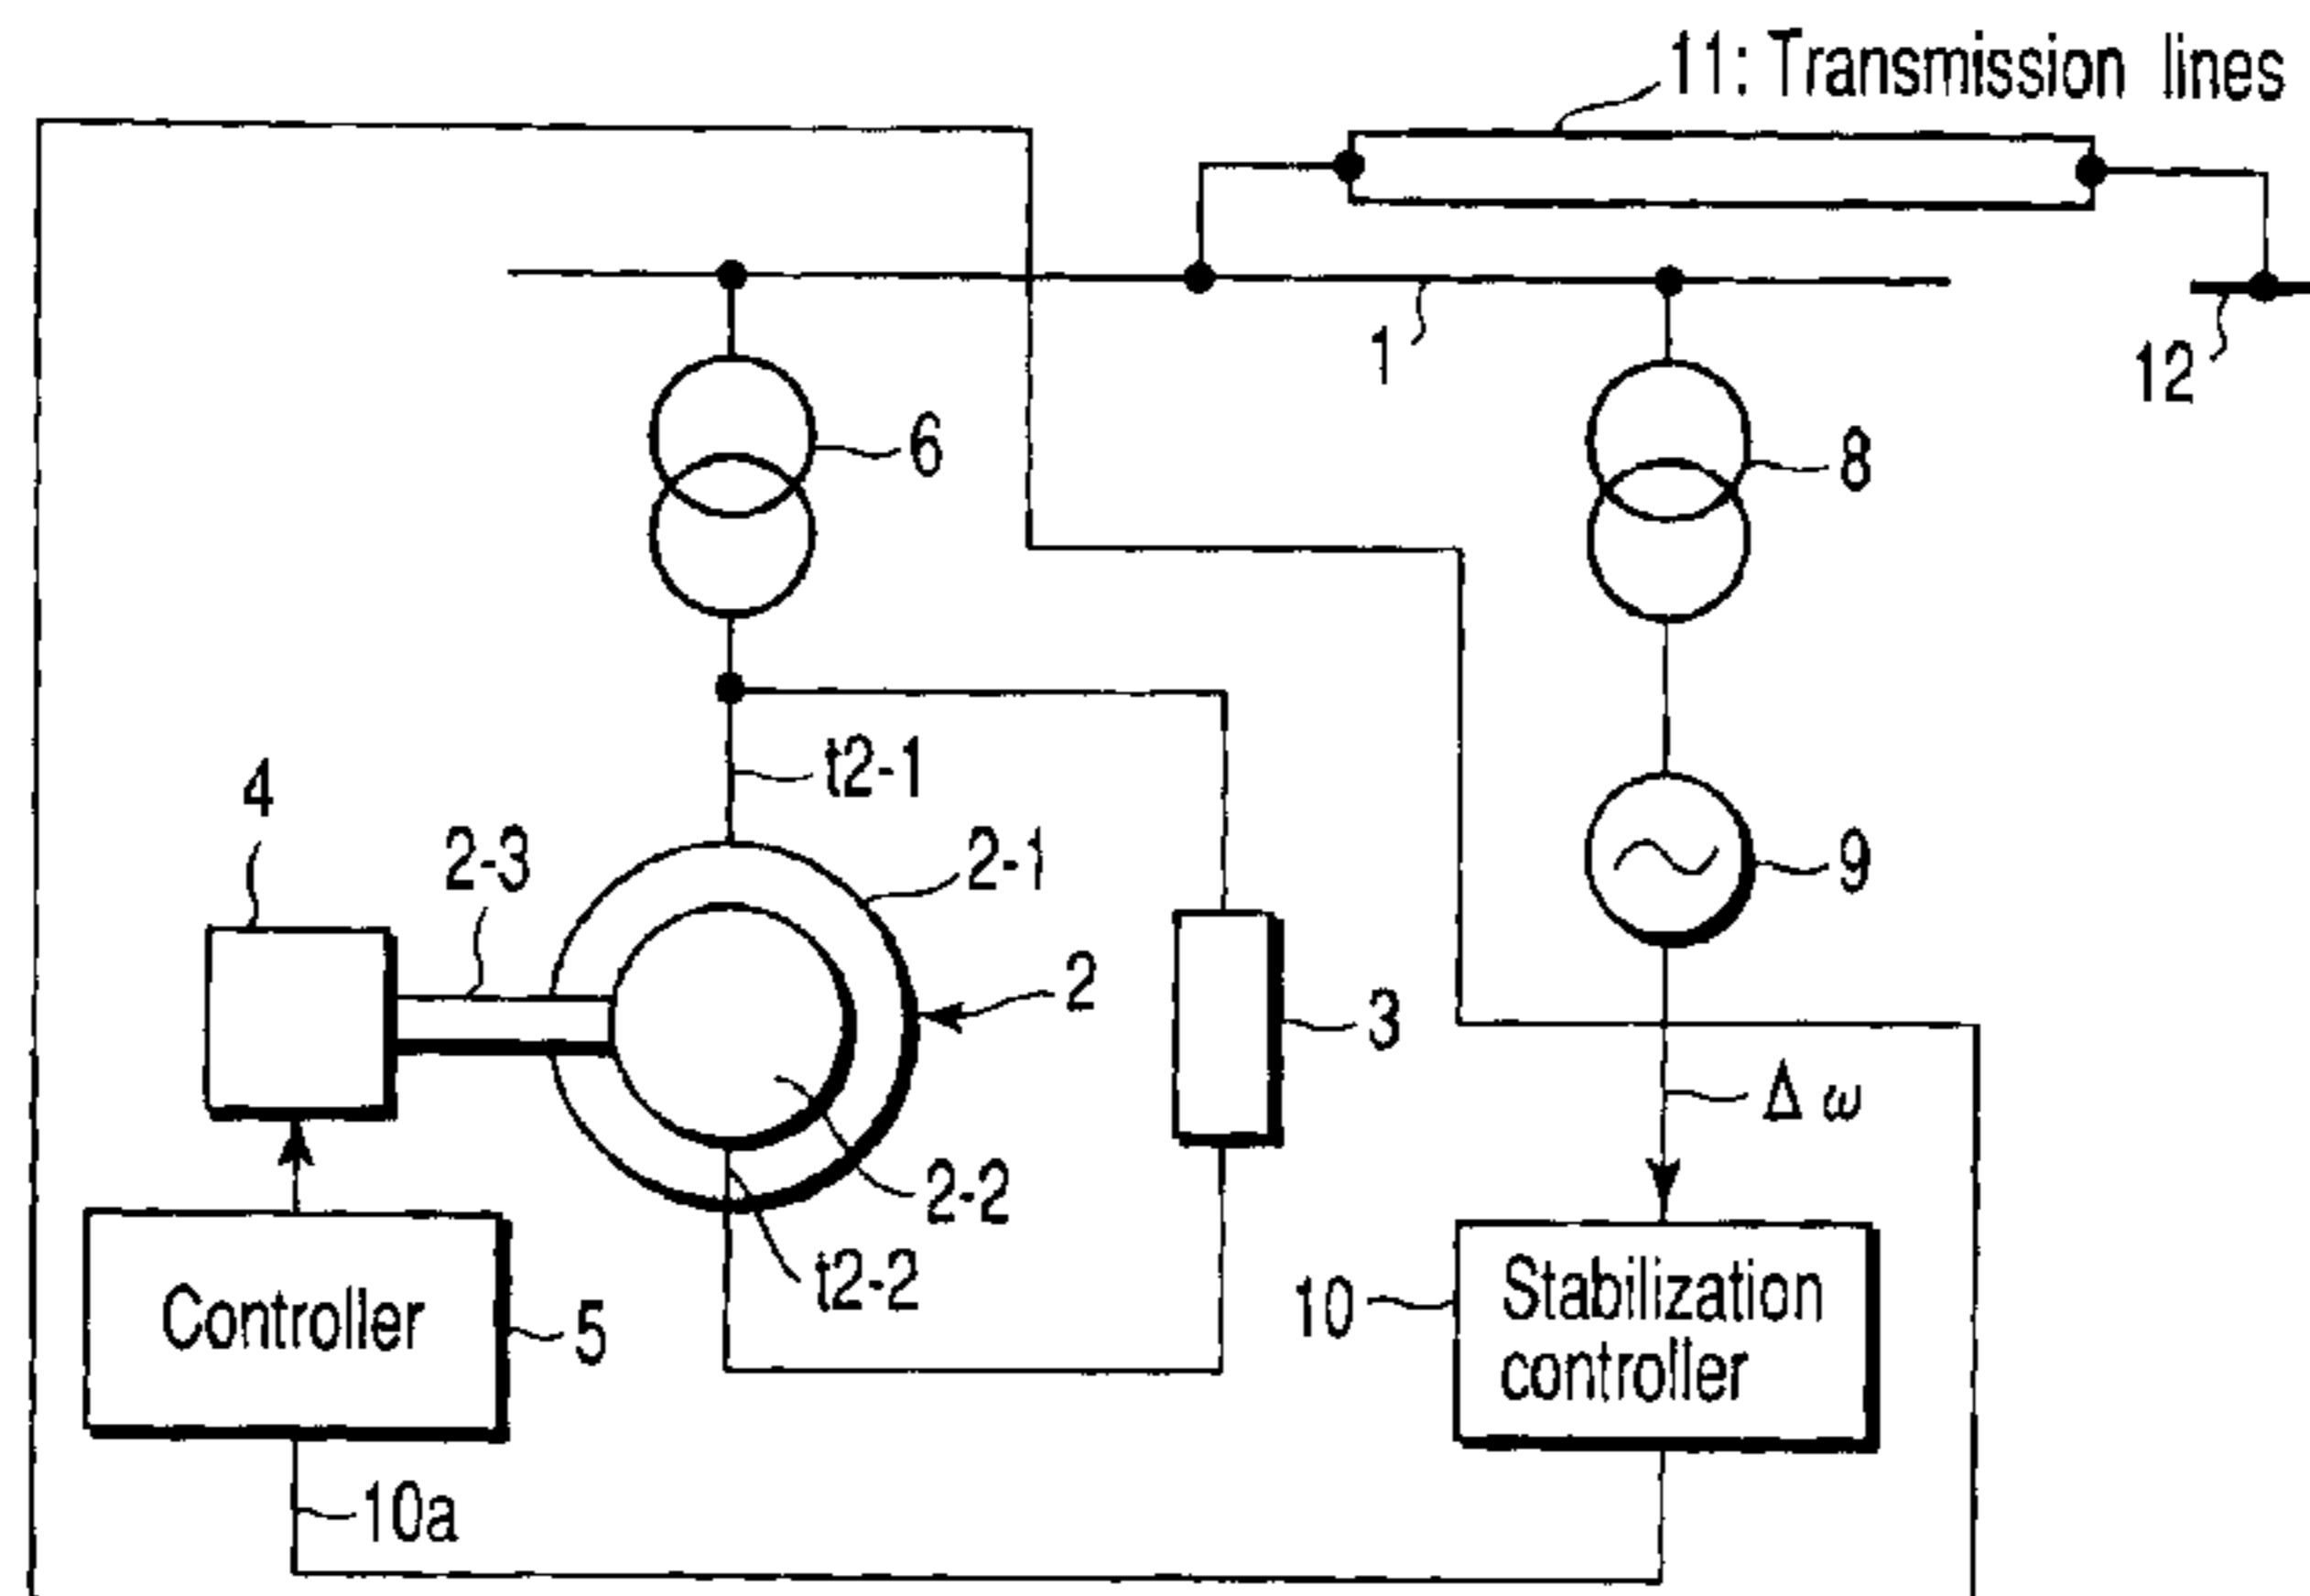 11: Transmission lines
1
12
6
8
t2-1
4
2-3
2-1
9
2
3
Δω
2-2
t2-2
10
Stabilization
controller
Controller
5
10a